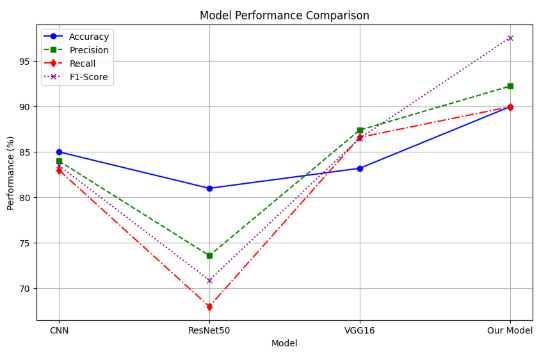 Model Performance Comparison
Accuracy
Precision
Recall
F1-Score
Performance (%)
95
90
85
80
75
70
CNN ResNet50 VGG16 Our Model
Model